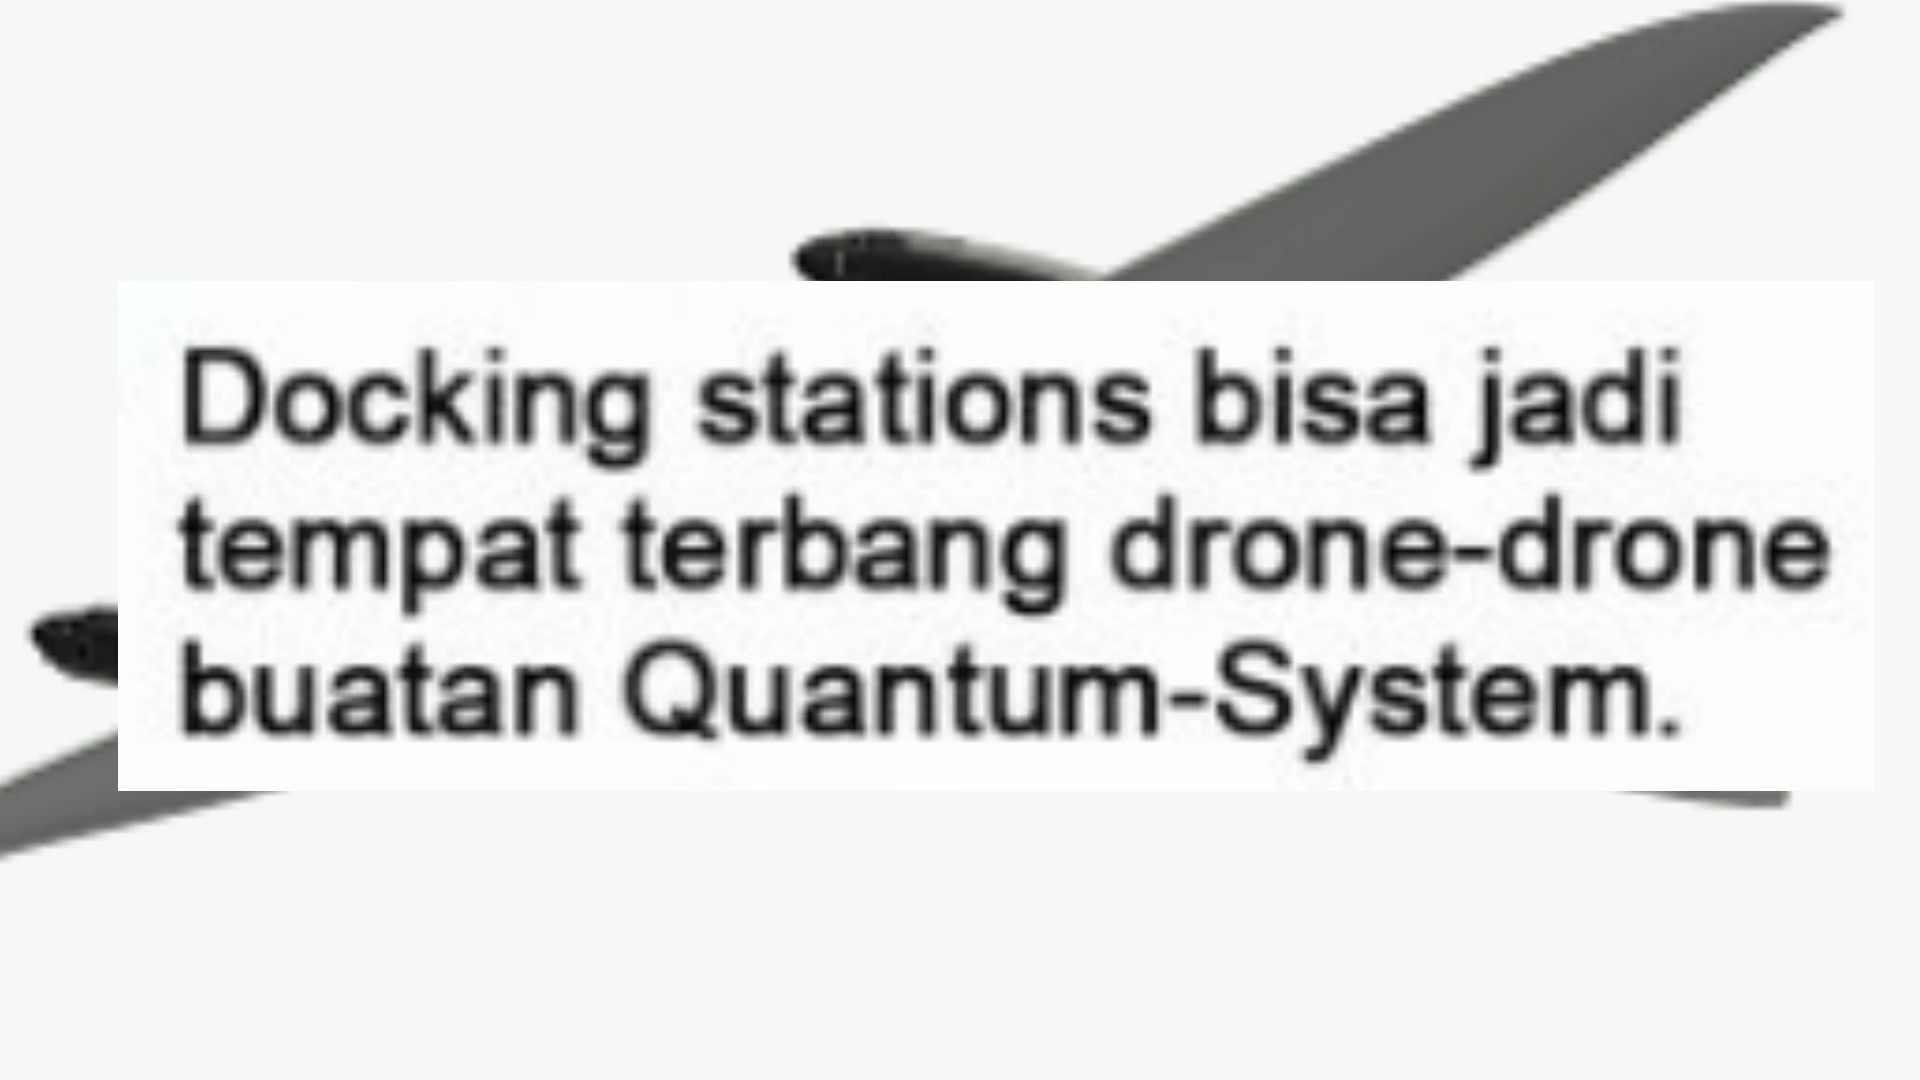 Docking stations bisa jadi
tempat terbang drone-drone
buatan Quantum-System.